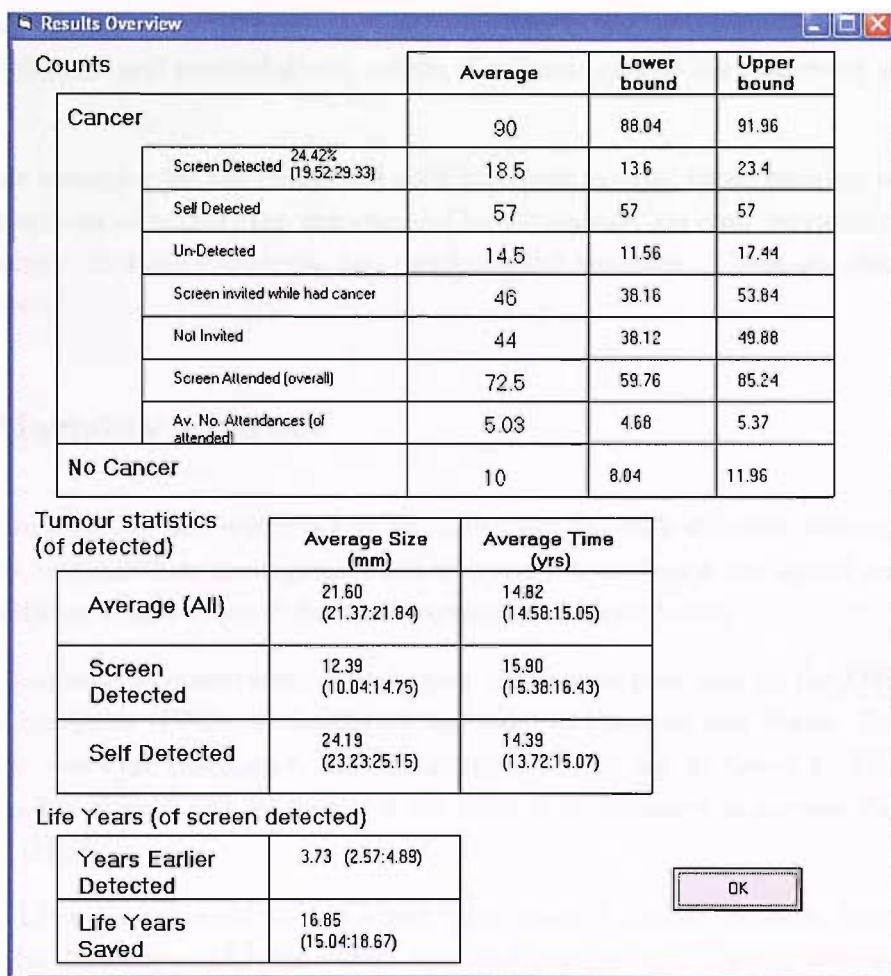 Results Overview
Counts
Average
Lower bound
Upper bound
Cancer
90
88.04
91.96
Screen Detected 24.42% (19.52:29.33)
18.5
13.6
23.4
Self Detected
57
57
57
Un-Detected
14.5
11.56
17.44
Screen invited while had cancer
46
38.16
53.84
Not Invited
44
38.12
49.88
Screen Attended (overall)
72.5
59.76
85.24
Av. No. Attendances (of attended)
5.03
4.68
5.37
No Cancer
10
8.04
11.96
Tumour statistics
(of detected)
Average Size
(mm)
Average Time
(yrs)
Average (All)
21.60
(21.37:21.84)
14.82
(14.58:15.05)
Screen
Detected
12.39
(10.04:14.75)
15.90
(15.38:16.43)
Self Detected
24.19
(23.23:25.15)
14.39
(13.72:15.07)
Life Years (of screen detected)
Years Earlier
Detected
3.73 (2.57:4.89)
Life Years
Saved
16.85
(15.04:18.67)
OK